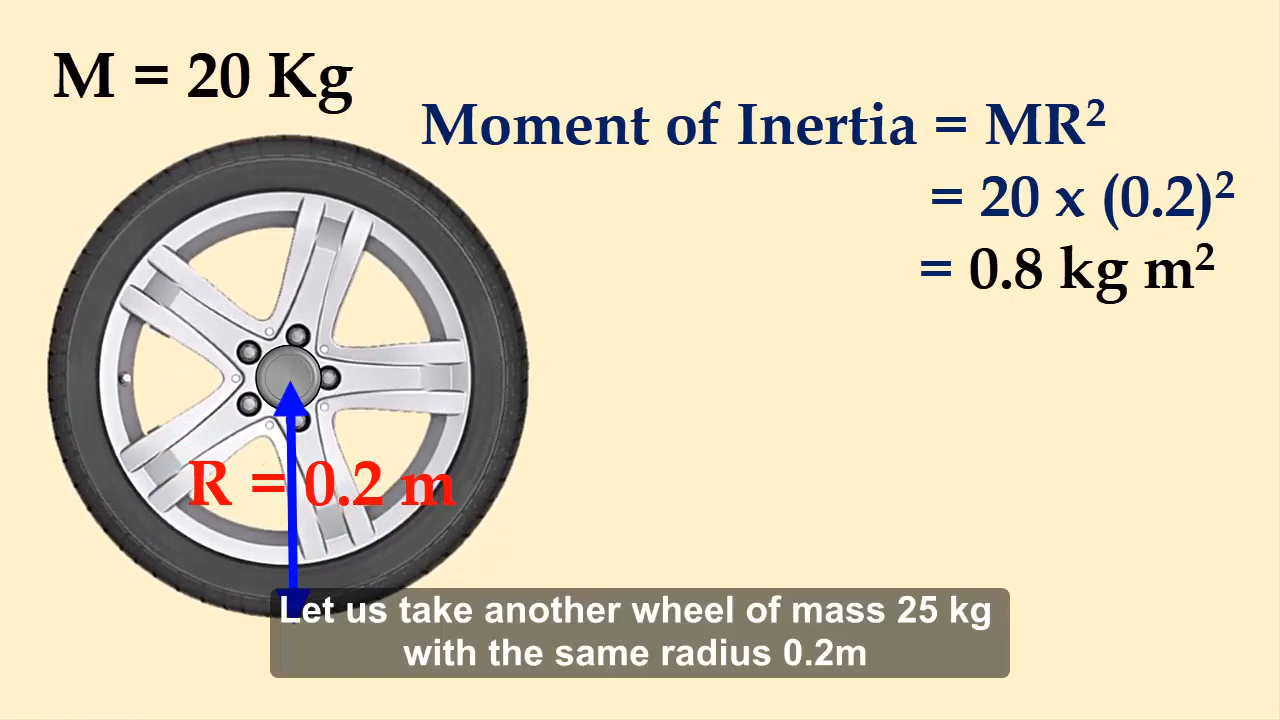 M = 20 Kg
Moment of Inertia = MR²
= 20 x (0.2)²
= 0.8 kg m²
R = 0.2 m
Let us take another wheel of mass 25 kg
with the same radius 0.2m